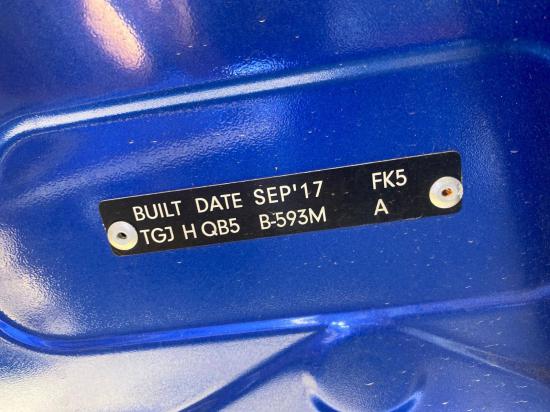 BUILT DATE SEP'17 FK5
TGJ H QB5 B-593M A